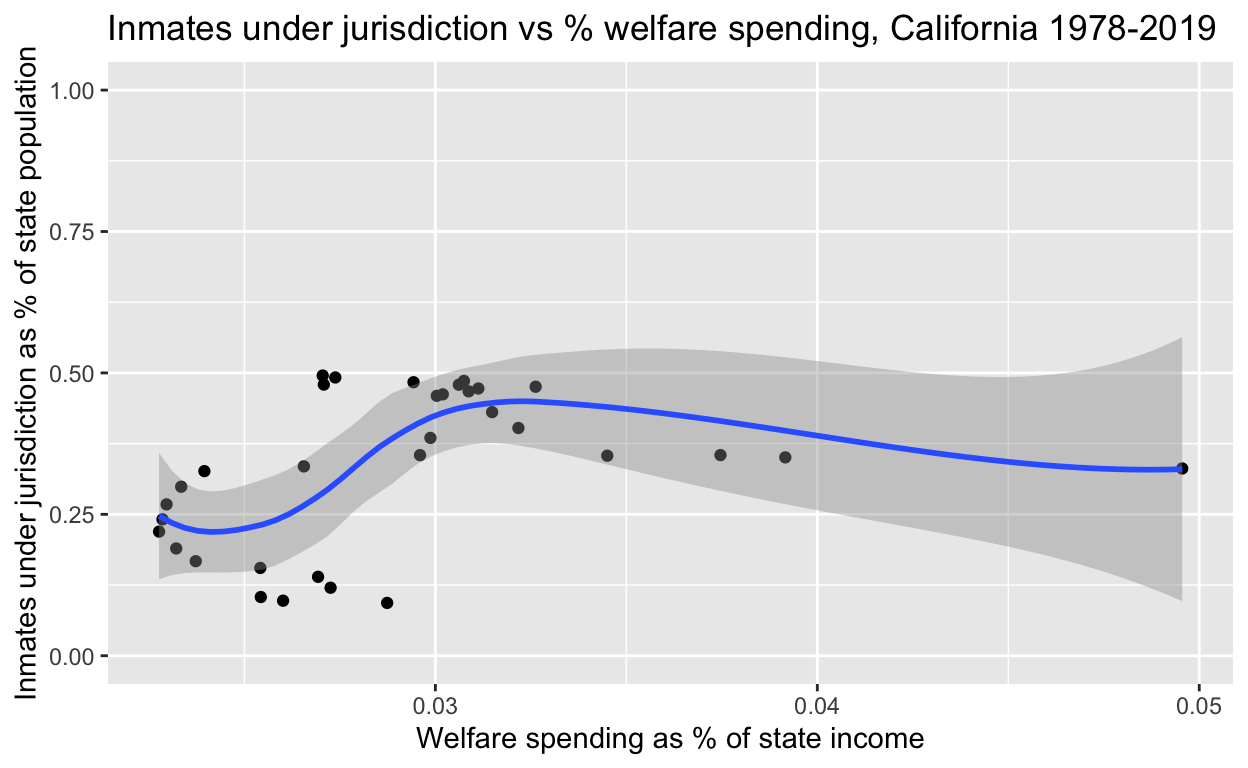 Inmates under jurisdiction vs % welfare spending, California 1978-2019
Inmates under jurisdiction as % of state population
1.00
0.75
0.50
0.25
0.00
0.03
0.04
0.05
Welfare spending as % of state income